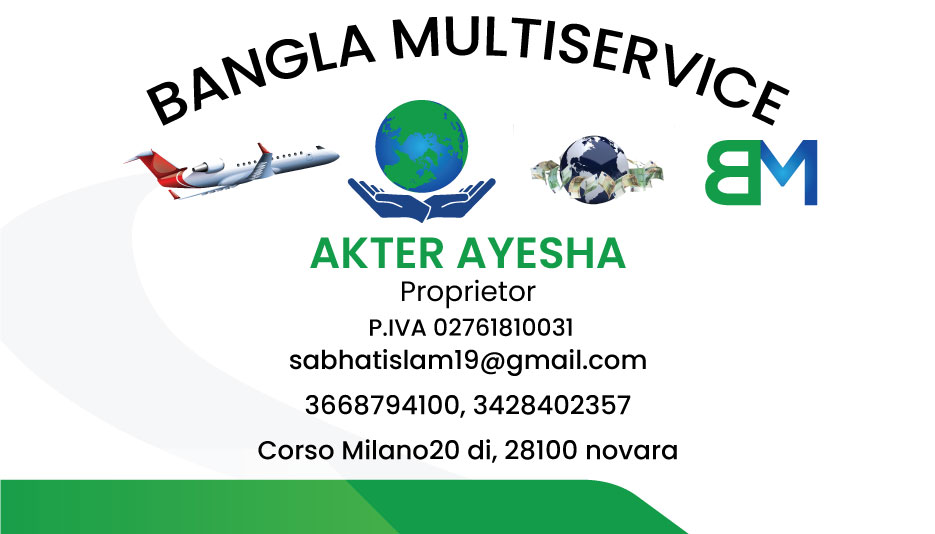 BANGLA MULTISERVICE
BM
AKTER AYESHA
Proprietor
P.IVA 02761810031
sabhatislam19@gmail.com
3668794100, 3428402357
Corso Milano20 di, 28100 novara